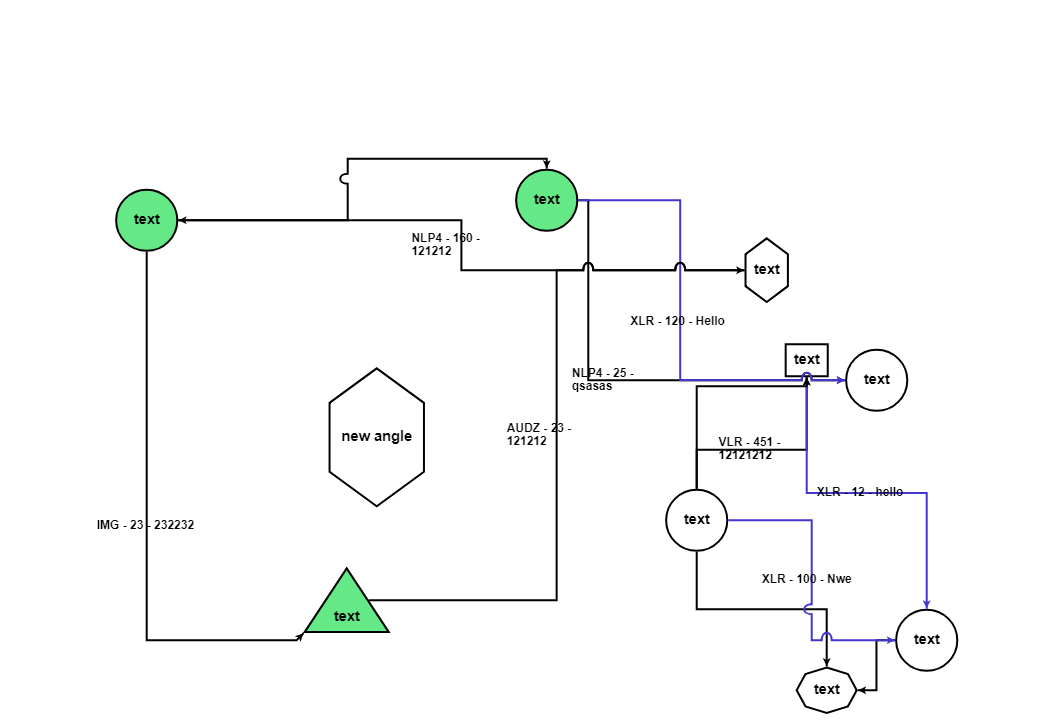 text
text
NLP4 - 160 -
121212
text
XLR - 120 - Hello
text
NLP4 - 25 -
qsasas
text
new angle
AUDZ - 23 -
121212
VLR - 451 -
12121212
XLR - 12 - hello
IMG - 23 - 232232
text
XLR - 100 - Nwe
text
text
text